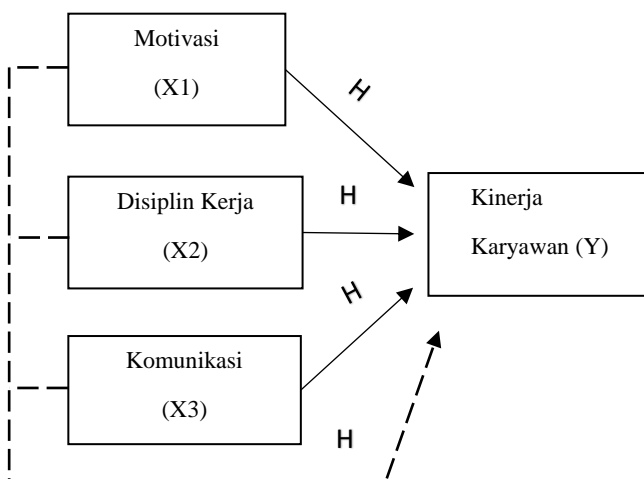 Motivasi
(X1)
H
Disiplin Kerja
(X2)
H
Kinerja
Karyawan (Y)
H
Komunikasi
(X3)
H